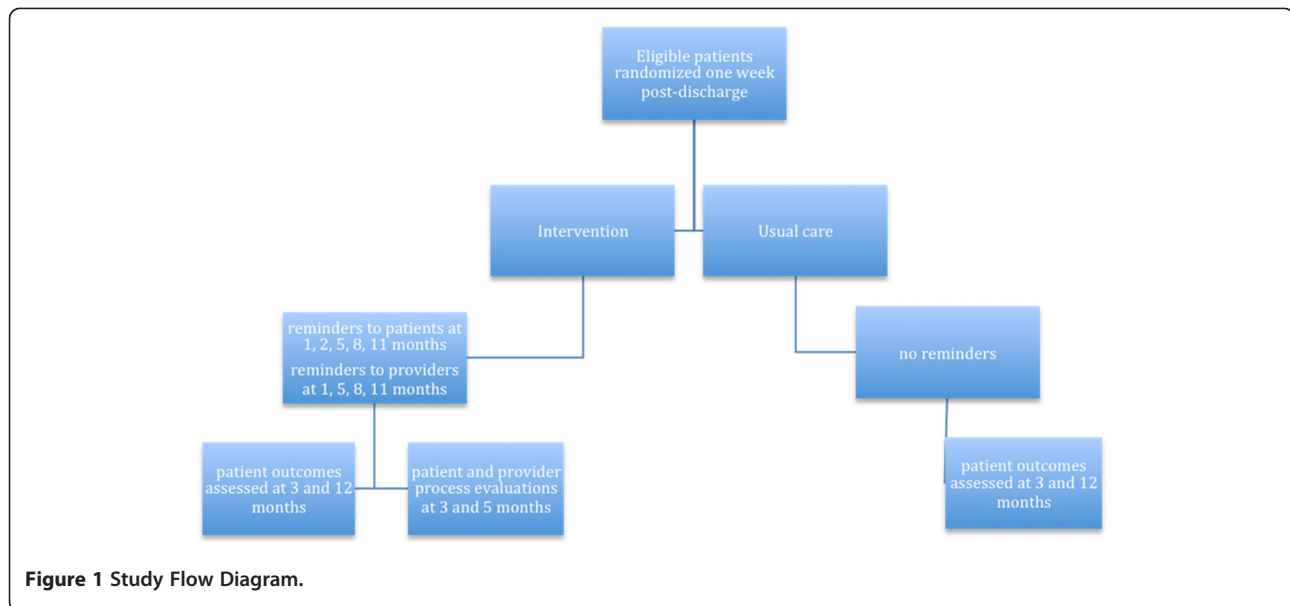 Eligible patients
randomized one week
post-discharge
Intervention
Usual care
reminders to patients at
1, 2, 5, 8, 11 months
reminders to providers
at 1, 5, 8, 11 months
no reminders
patient outcomes
assessed at 3 and 12
months
patient and provider
process evaluations
at 3 and 5 months
patient outcomes
assessed at 3 and 12
months
Figure 1 Study Flow Diagram.